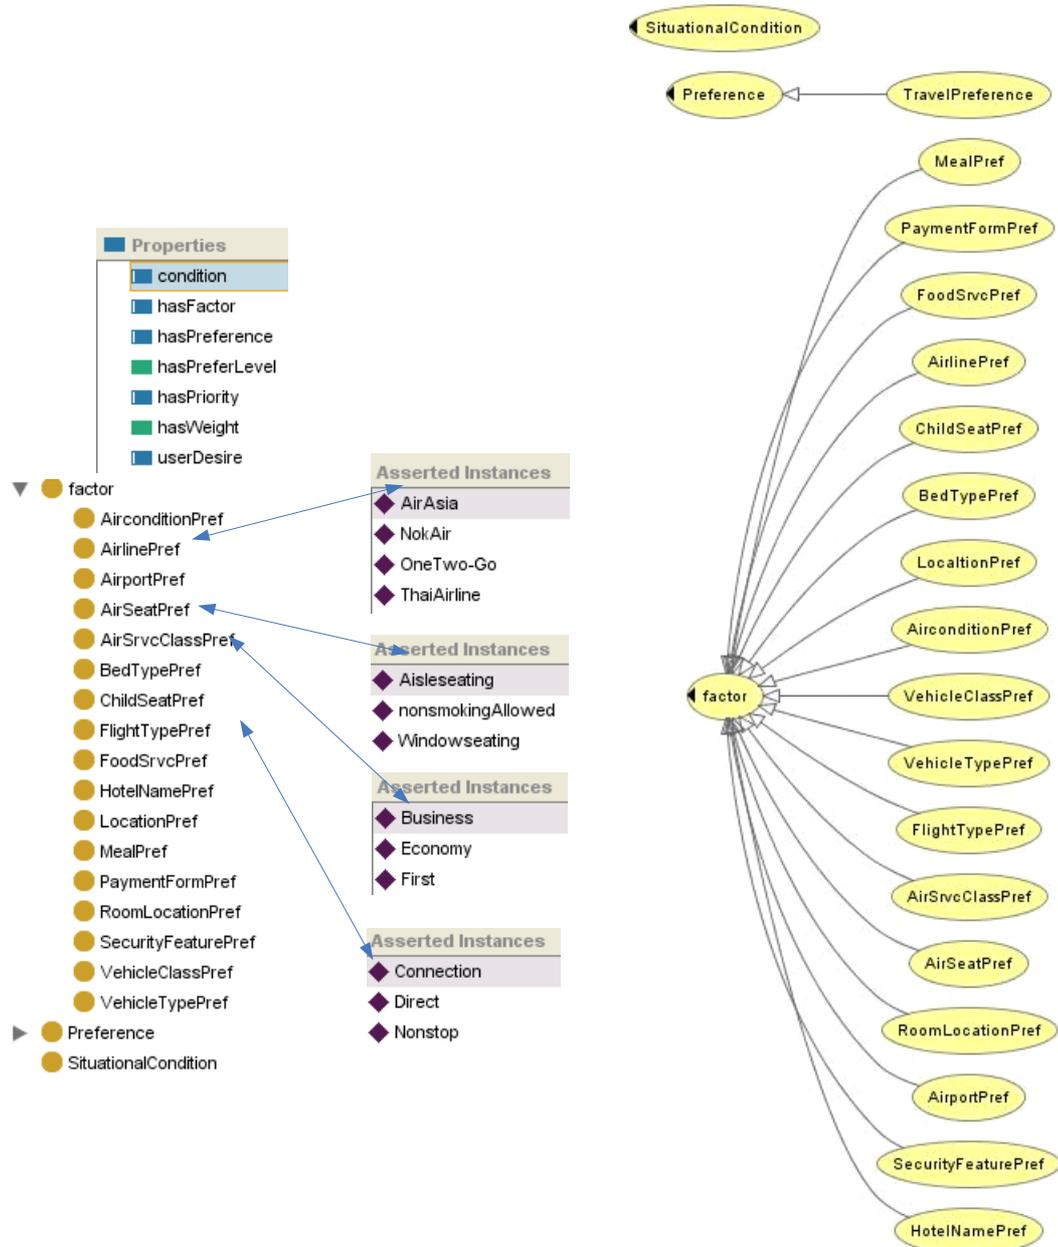 Properties
condition
hasFactor
hasPreference
hasPreferLevel
hasPriority
hasWeight
userDesire
factor
AirconditionPref
AirlinePref
AirportPref
AirSeatPref
AirSrvcClassPref
BedTypePref
ChildSeatPref
FlightTypePref
FoodSrvcPref
HotelNamePref
LocationPref
MealPref
PaymentFormPref
RoomLocationPref
SecurityFeaturePref
VehicleClassPref
VehicleTypePref
Preference
SituationalCondition
Asserted Instances
AirAsia
NokAir
OneTwo-Go
ThaiAirline
Asserted Instances
Aisleseating
nonsmokingAllowed
Windowseating
Asserted Instances
Business
Economy
First
Asserted Instances
Connection
Direct
Nonstop
SituationalCondition
Preference
TravelPreference
MealPref
PaymentFormPref
FoodSrvcPref
AirlinePref
ChildSeatPref
BedTypePref
LocaltionPref
AirconditionPref
factor
VehicleClassPref
VehicleTypePref
FlightTypePref
AirSrvcClassPref
AirSeatPref
RoomLocationPref
AirportPref
SecurityFeaturePref
HotelNamePref